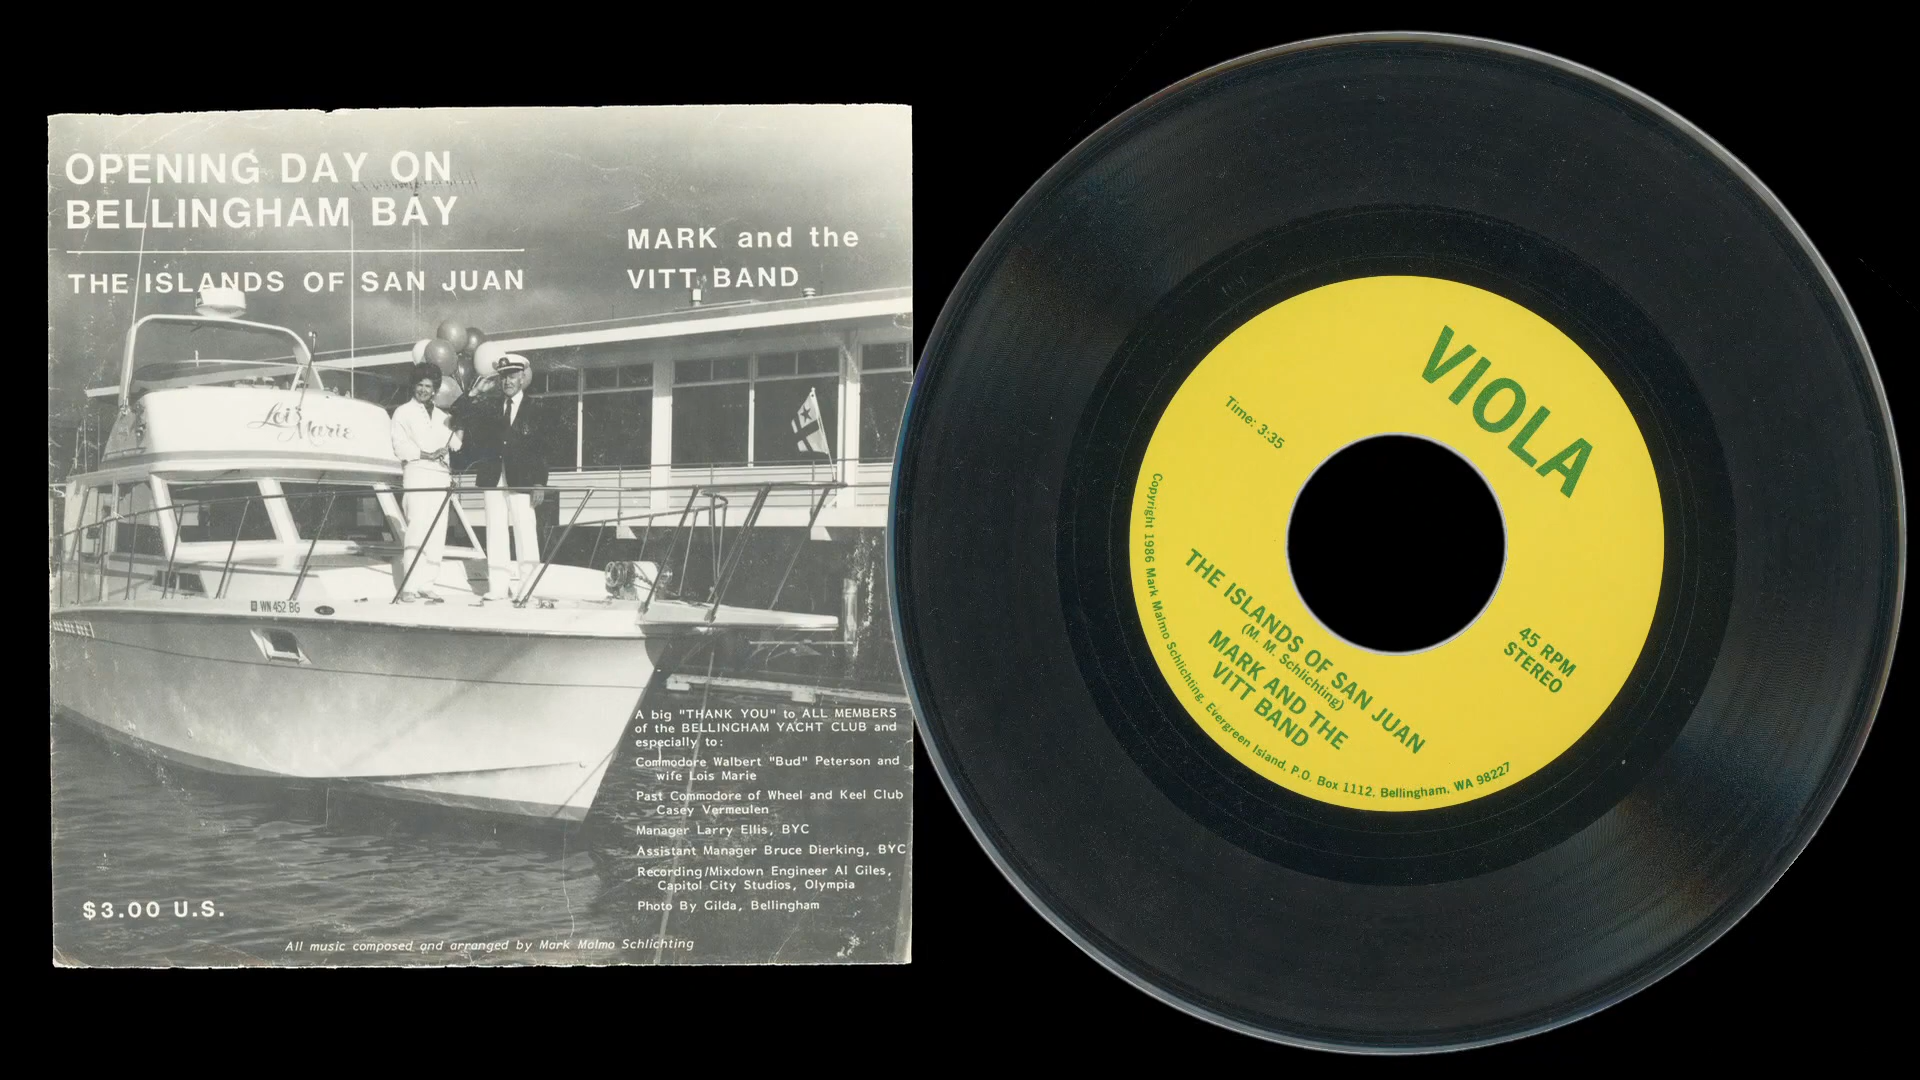 OPENING DAY ON
BELLINGHAM BAY
THE ISLANDS OF SAN JUAN
MARK and the
VITT BAND
Lois
Marie
WN 452 BG
A big "THANK YOU" to ALL MEMBERS
of the BELLINGHAM YACHT CLUB and
especially to:
Commodore Walbert "Bud" Peterson and
wife Lois Marie
Past Commodore of Wheel and Keel Club
Casey Vermeulen
Manager Larry Ellis, BYC
Assistant Manager Bruce Dierking, BYC
Recording/Mixdown Engineer Al Giles,
Capitol City Studios, Olympia
Photo By Gilda, Bellingham
$3.00 U.S.
All music composed and arranged by Mark Malmo Schlichting
VIOLA
Time: 3:35
45 RPM
STEREO
THE ISLANDS OF SAN JUAN
(M. M. Schlichting)
MARK AND THE
VITT BAND
Copyright 1986 Mark Malmo Schlichting, Evergreen Island, P.O. Box 1112, Bellingham, WA 98227